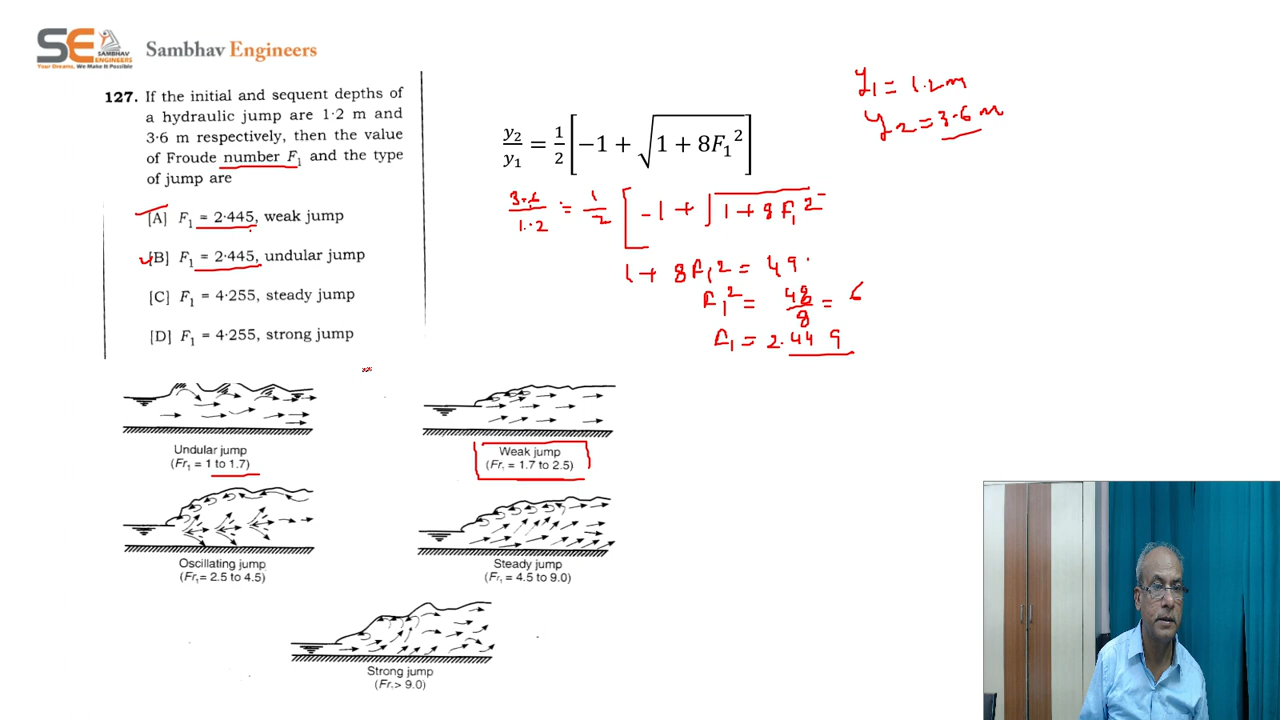 SE
SAMBHAV
ENGINEERS
Your Dreams, We Make It Possible
Sambhav Engineers
127. If the initial and sequent depths of
a hydraulic jump are 1·2 m and
3·6 m respectively, then the value
of Froude number F₁ and the type
of jump are
[A] F₁ = 2·445, weak jump
[B] F₁ = 2·445, undular jump
[C] F₁ = 4·255, steady jump
[D] F₁ = 4·255, strong jump
y₂/y₁ = 1/2 [−1 + √(1 + 8F₁²)]
y₁ = 1.2 m
y₂ = 3.6 m
3.6/1.2 = 1/2 [ -1 + √(1 + 8F₁²)
1 + 8F₁² = 49.
F₁² = 48/8 = 6
F₁ = 2.449
Undular jump
(Fr₁ = 1 to 1.7)
Weak jump
(Fr₁ = 1.7 to 2.5)
Oscillating jump
(Fr₁= 2.5 to 4.5)
Steady jump
(Fr₁ = 4.5 to 9.0)
Strong jump
(Fr₁> 9.0)